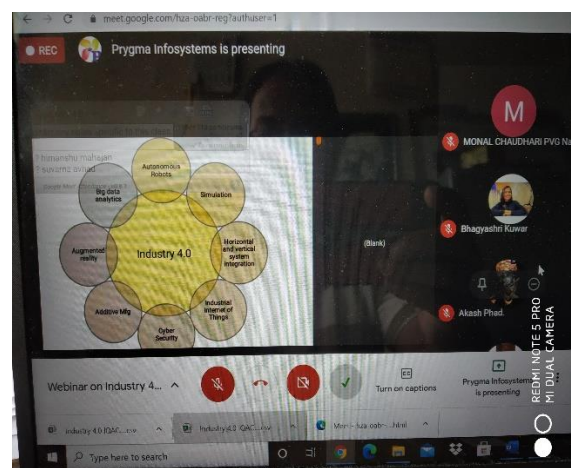 meet.google.com/hza-oabr-reg?authuser=1
REC
Prygma Infosystems is presenting
M
MONAL CHAUDHARI PVG Na
Autonomous
Robots
Big data
analytics
Simulation
Augmented
reality
Industry 4.0
Horizontal
and vertical
system
integration
(Blank)
Bhagyashri Kuwar
Additive Mfg
Industrial
Internet of
Things
Cyber
Security
Akash Phad.
Webinar on Industry 4...
Turn on captions
Prygma Infosystems
is presenting
Type here to search
REDMI NOTE 5 PRO
MI DUAL CAMERA